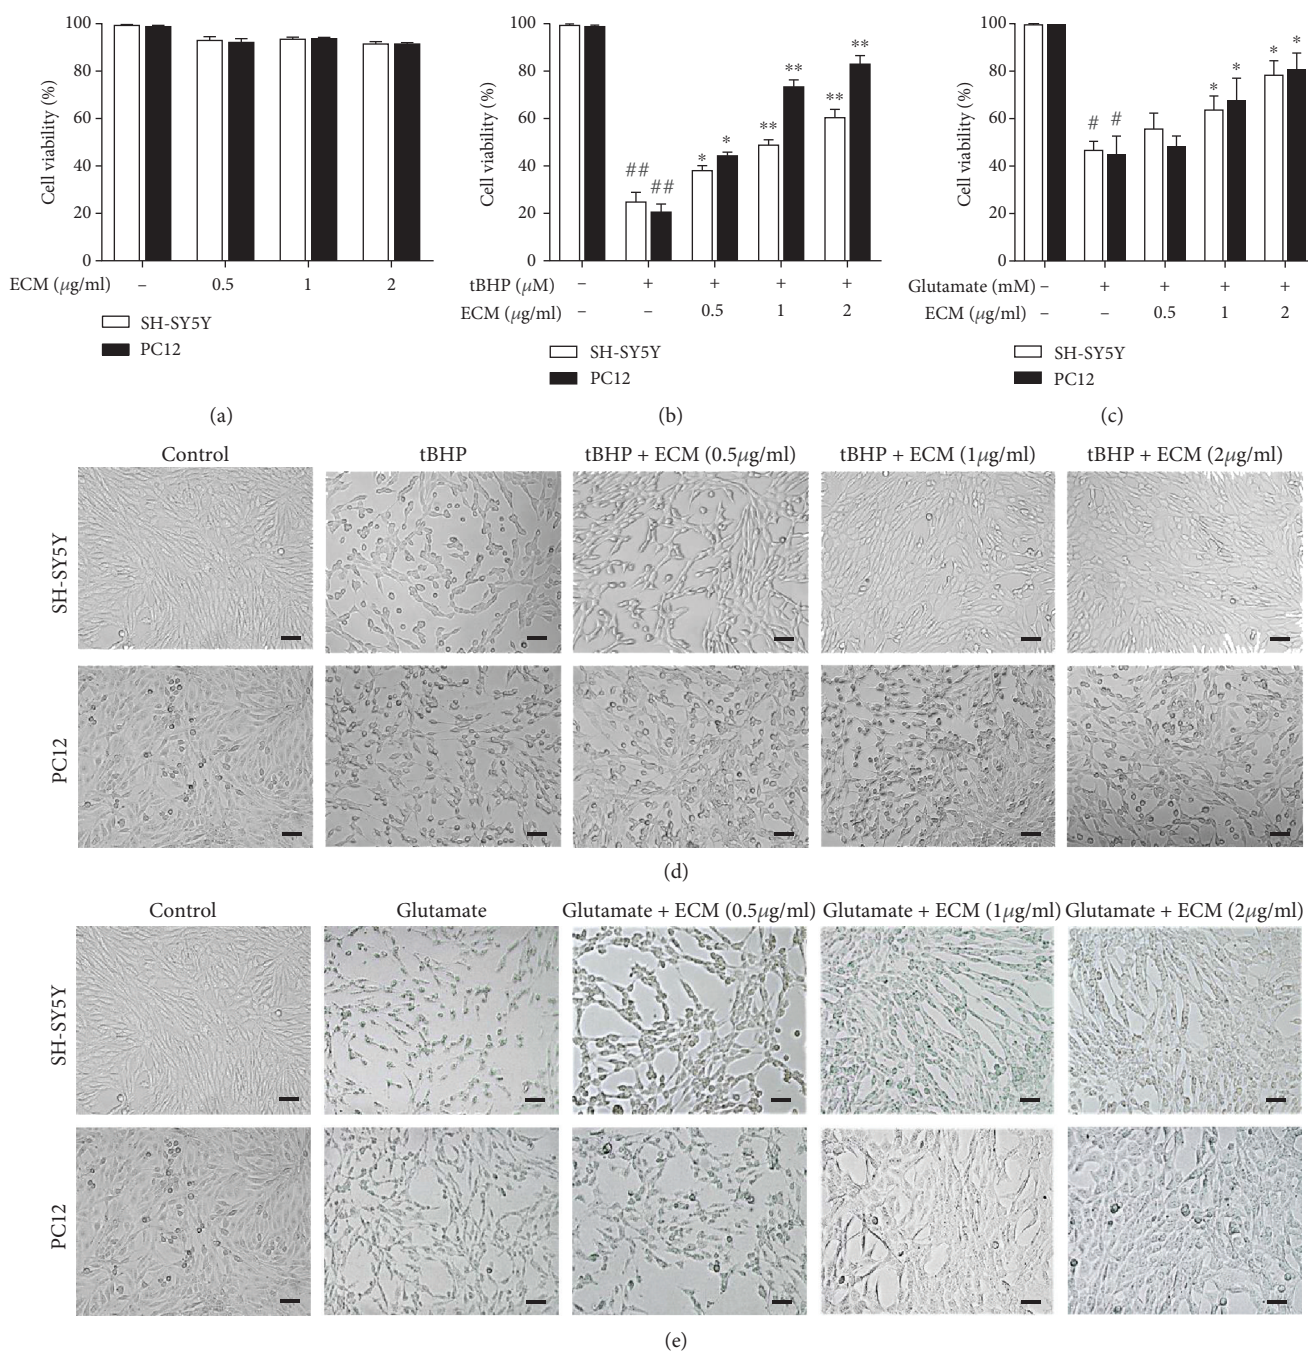 100
80
60
40
20
0
Cell viability (%)
ECM (μg/ml)
– 0.5 1 2
SH-SY5Y
PC12
(a)
100
80
60
40
20
0
Cell viability (%)
## ## * * ** ** ** **
tBHP (μM) – + + + +
ECM (μg/ml) – – 0.5 1 2
SH-SY5Y
PC12
(b)
100
80
60
40
20
0
Cell viability (%)
# # * * * *
Glutamate (mM) – + + + +
ECM (μg/ml) – – 0.5 1 2
SH-SY5Y
PC12
(c)
Control tBHP tBHP + ECM (0.5μg/ml) tBHP + ECM (1μg/ml) tBHP + ECM (2μg/ml)
SH-SY5Y
PC12
(d)
Control Glutamate Glutamate + ECM (0.5μg/ml) Glutamate + ECM (1μg/ml) Glutamate + ECM (2μg/ml)
SH-SY5Y
PC12
(e)